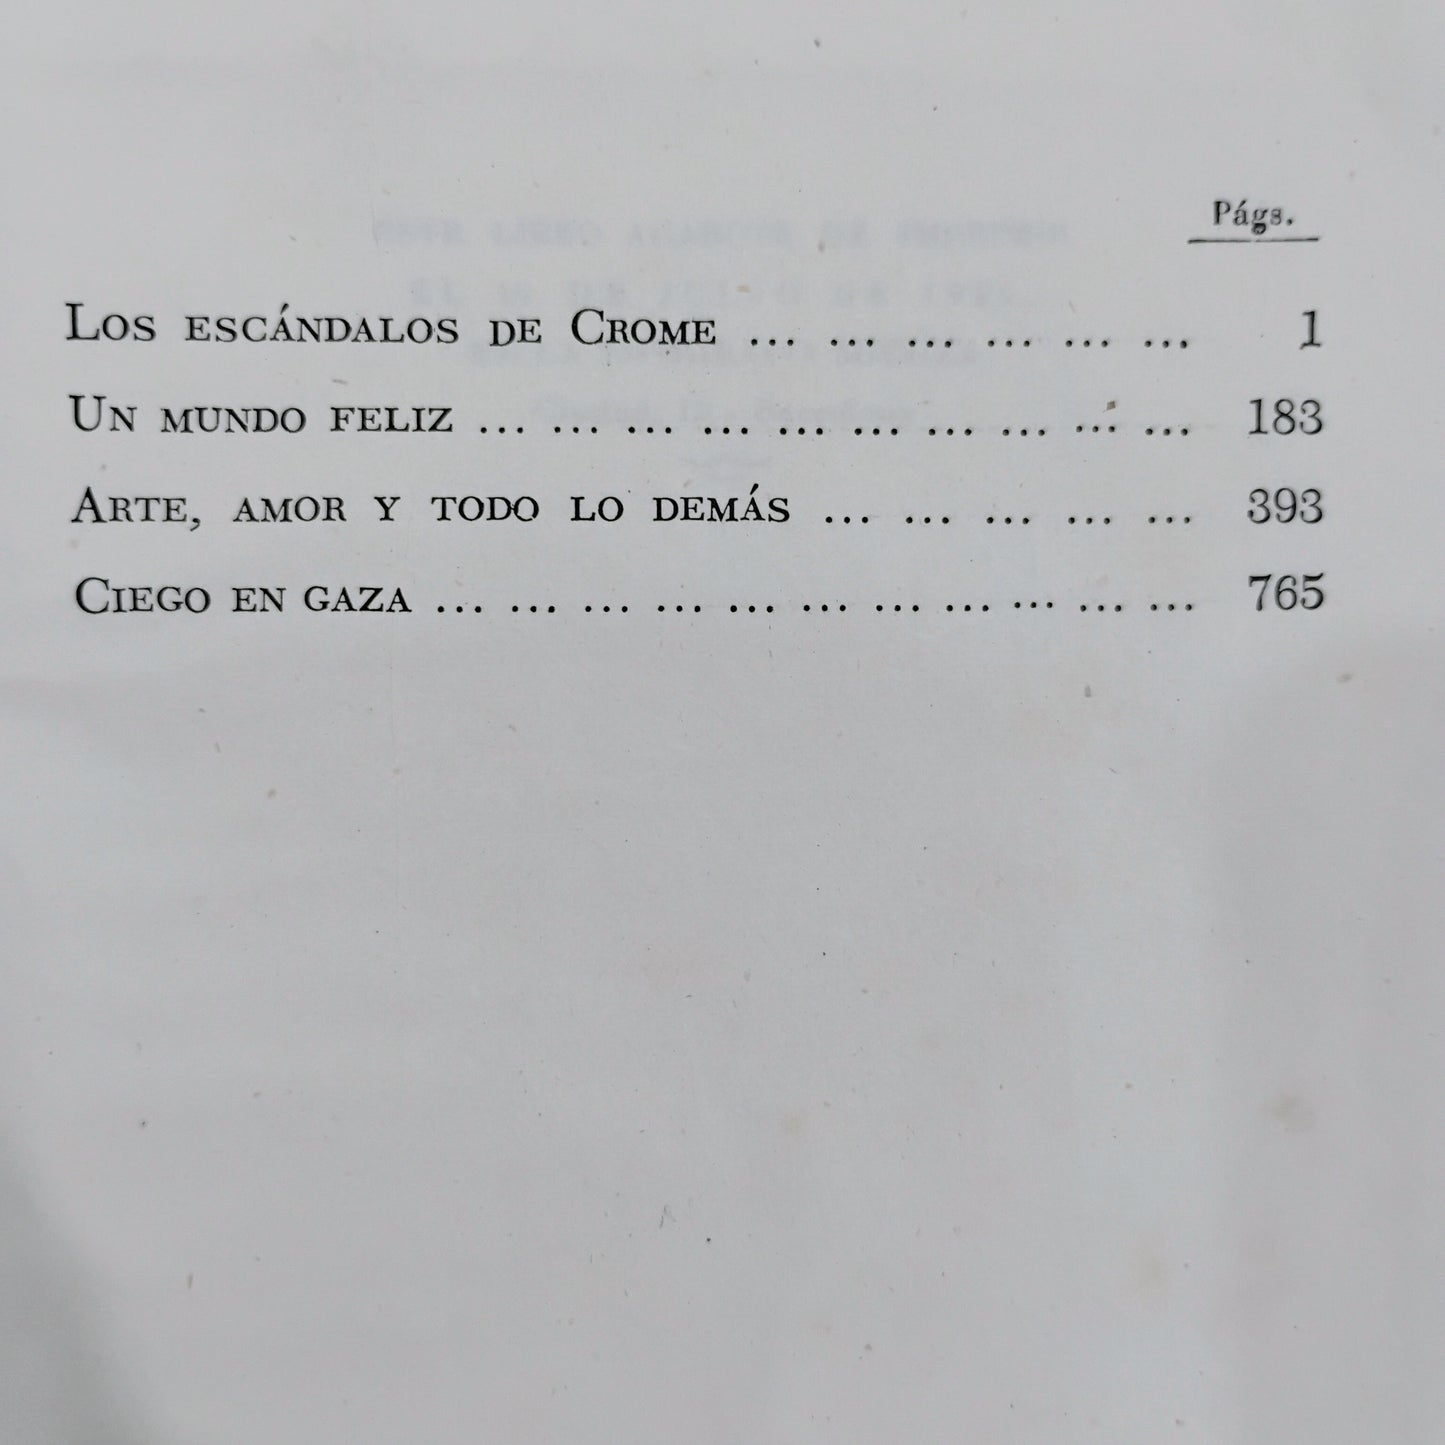 Págs.
Los escándalos de Crome ... ... ... ... ... ... 1
Un mundo feliz ... ... ... ... ... ... ... ... ... ... 183
Arte, amor y todo lo demás ... ... ... ... ... 393
Ciego en gaza ... ... ... ... ... ... ... ... ... ... ... 765